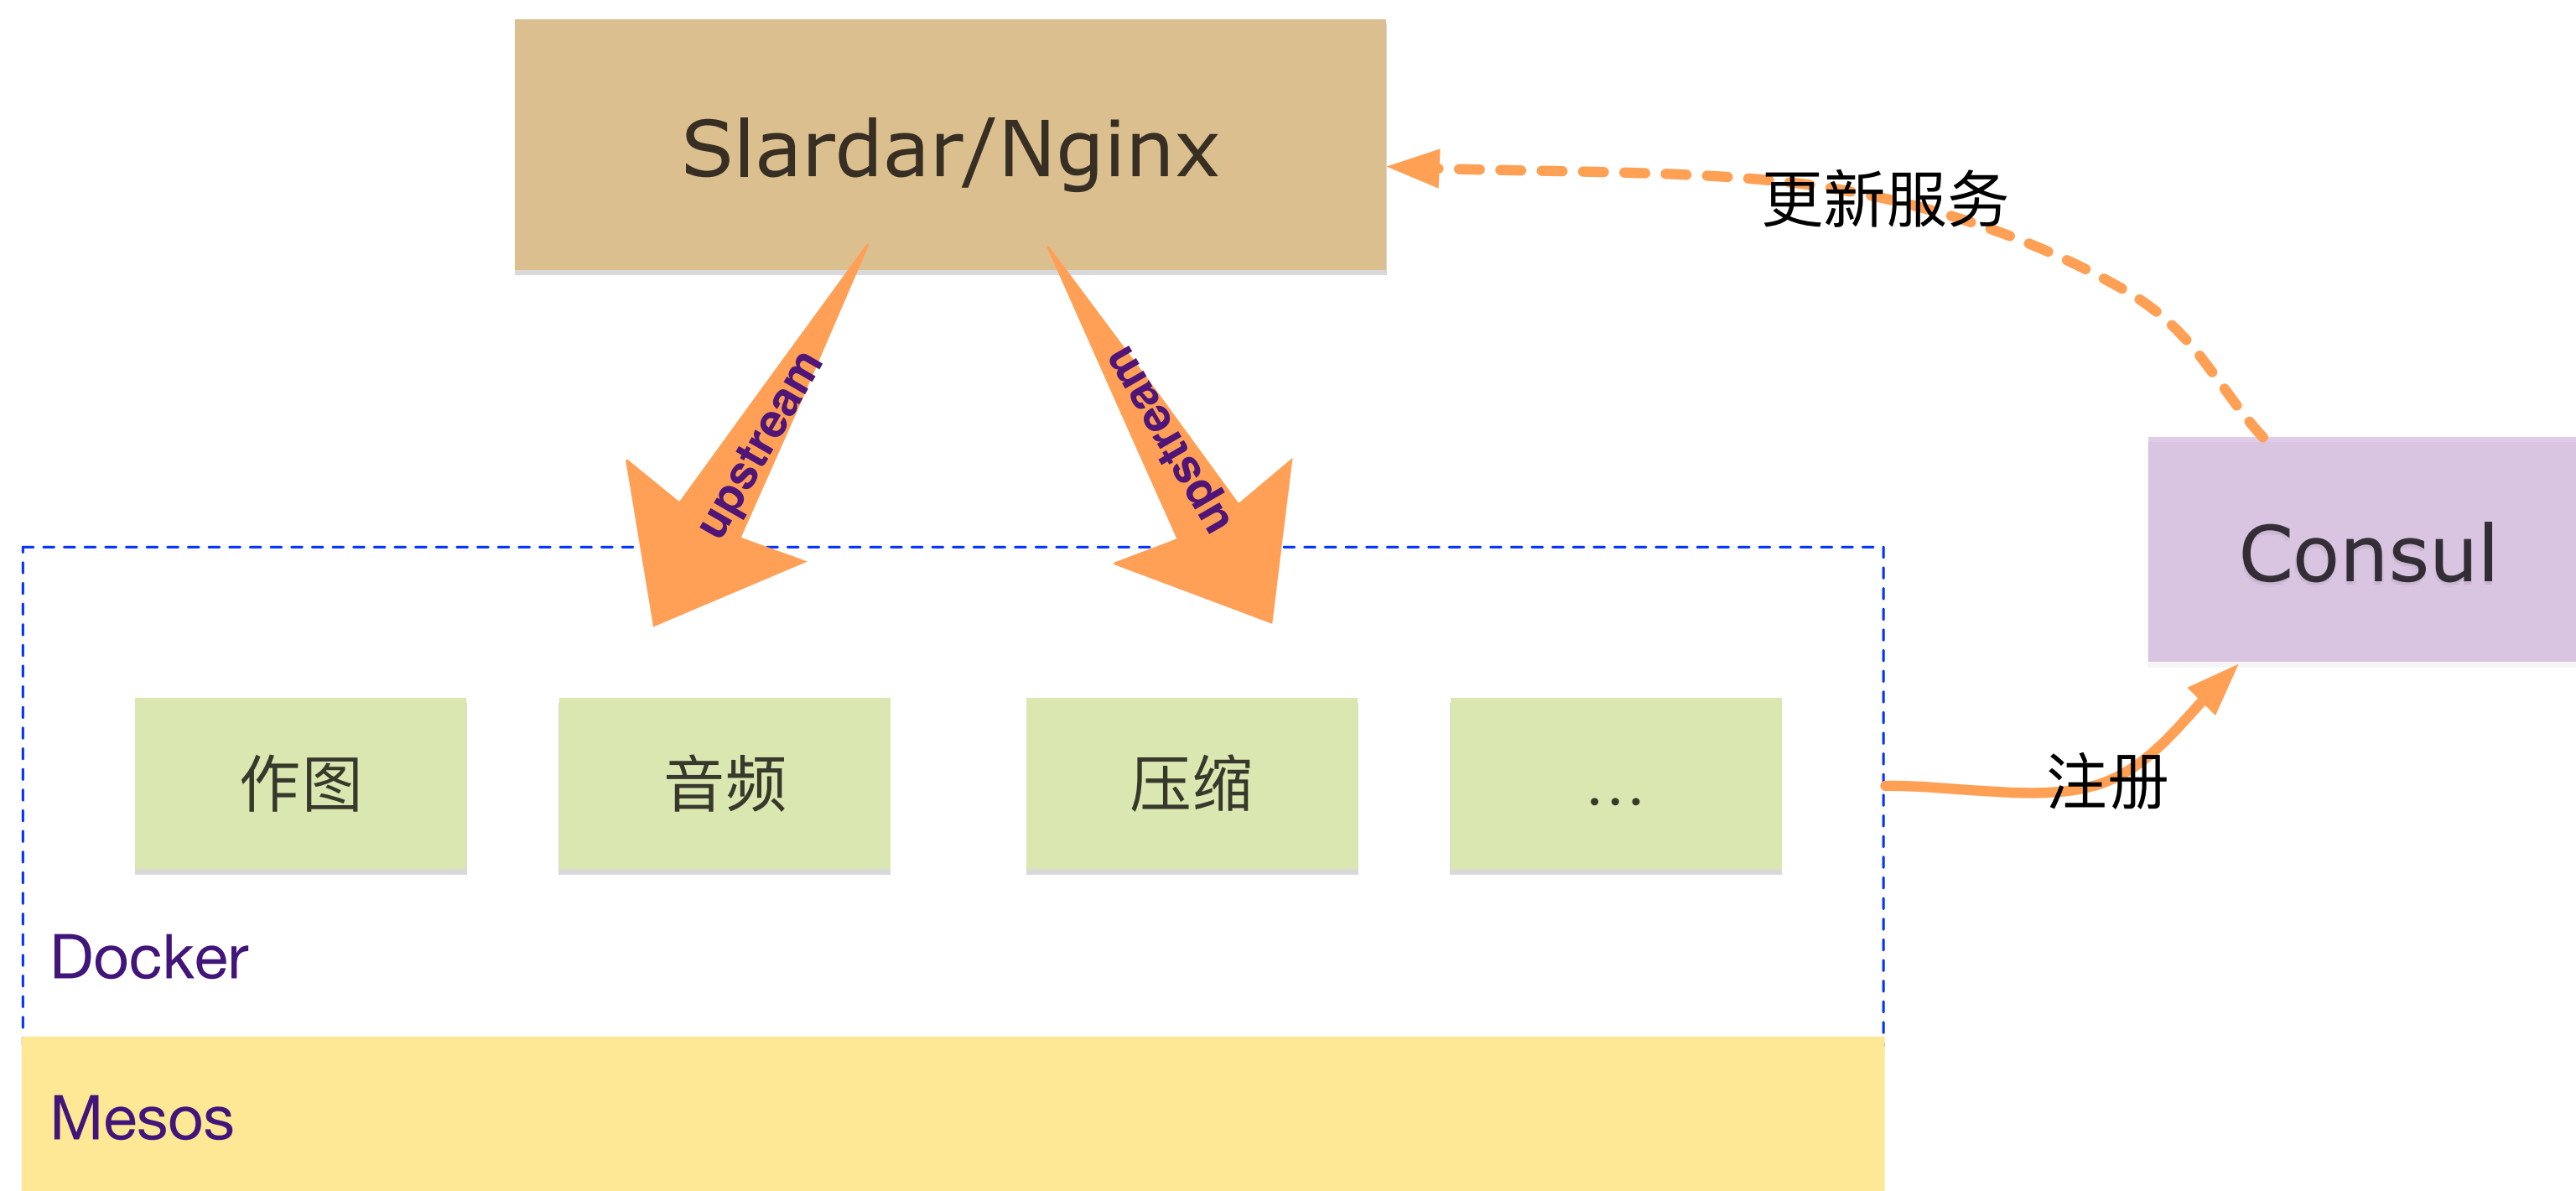 Slardar/Nginx
更新服务
upstream
upstream
Consul
作图
音频
压缩
...
注册
Docker
Mesos